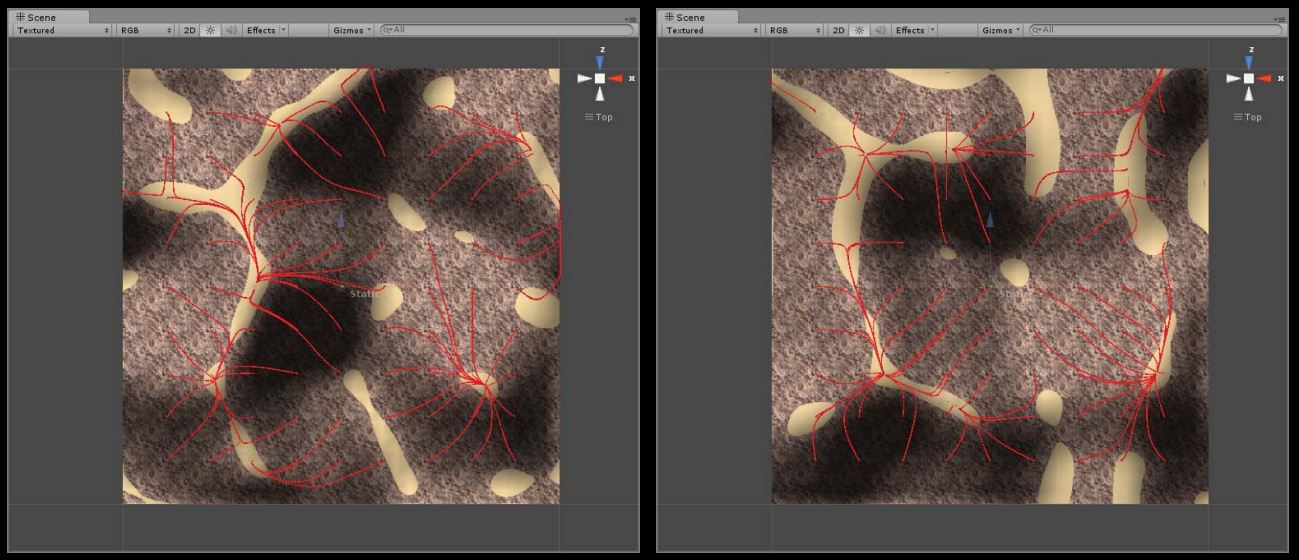 Scene
Textured RGB 2D Effects Gizmos All
z
x
Top
Static
Scene
Textured RGB 2D Effects Gizmos All
z
x
Top
Static